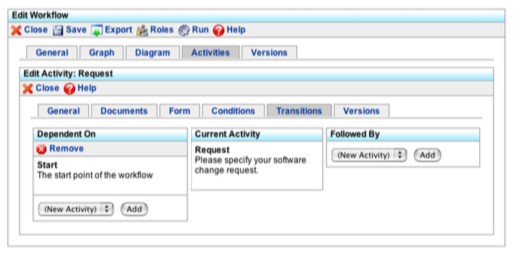 Edit Workflow
Close Save Export Roles Run Help
General Graph Diagram Activities Versions
Edit Activity: Request
Close Help
General Documents Form Conditions Transitions Versions
Dependent On
Remove
Start
The start point of the workflow
(New Activity) Add
Current Activity
Request
Please specify your software
change request.
Followed By
(New Activity) Add